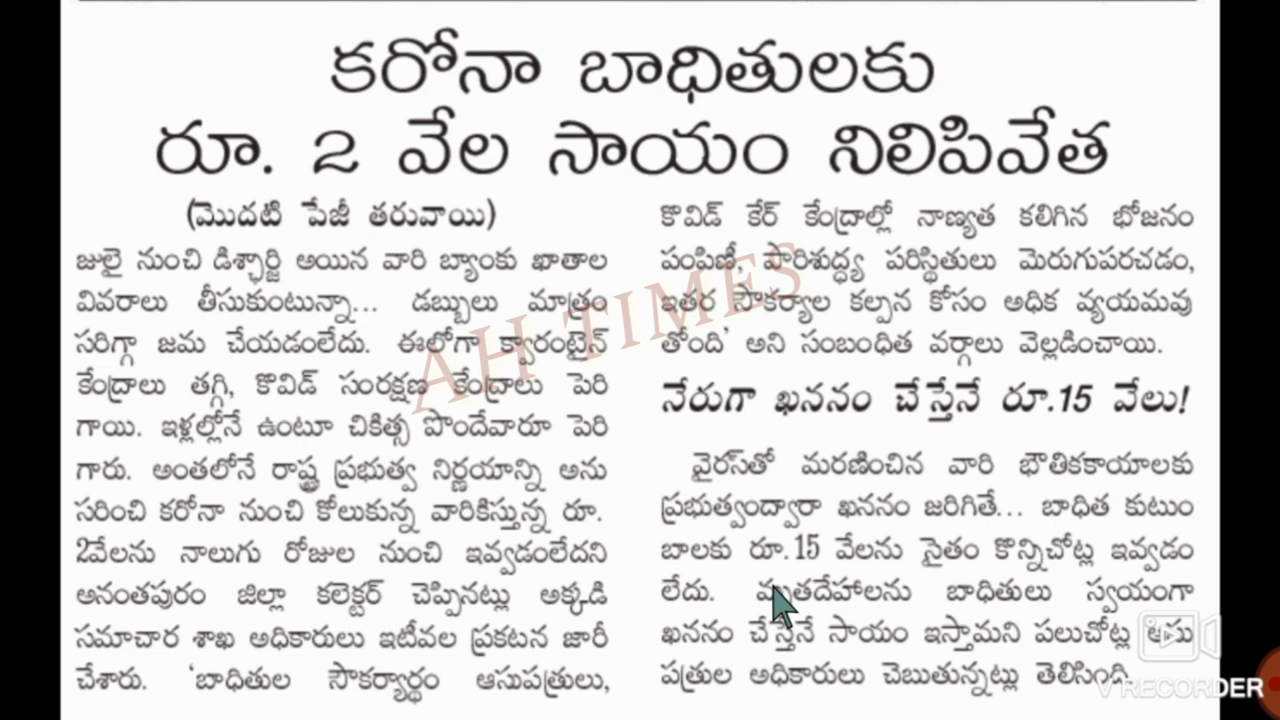 కరోనా బాధితులకు
రూ. 2 వేల సాయం నిలిపివేత
(మొదటి పేజీ తరువాయి)
జులై నుంచి డిశ్ఛార్జి అయిన వారి బ్యాంకు ఖాతాల
వివరాలు తీసుకుంటున్నా... డబ్బులు మాత్రం
సరిగ్గా జమ చేయడంలేదు. ఈలోగా క్వారంటైన్
కేంద్రాలు తగ్గి, కొవిడ్ సంరక్షణ కేంద్రాలు పెరి
గాయి. ఇళ్లల్లోనే ఉంటూ చికిత్స పొందేవారూ పెరి
గారు. అంతలోనే రాష్ట్ర ప్రభుత్వ నిర్ణయాన్ని అను
సరించి కరోనా నుంచి కోలుకున్న వారికిస్తున్న రూ.
2వేలను నాలుగు రోజుల నుంచి ఇవ్వడంలేదని
అనంతపురం జిల్లా కలెక్టర్ చెప్పినట్లు అక్కడి
సమాచార శాఖ అధికారులు ఇటీవల ప్రకటన జారీ
చేశారు. 'బాధితుల సౌకర్యార్థం ఆసుపత్రులు,
కొవిడ్ కేర్ కేంద్రాల్లో నాణ్యత కలిగిన భోజనం
పంపిణీ, పారిశుద్ధ్య పరిస్థితులు మెరుగుపరచడం,
ఇతర సౌకర్యాల కల్పన కోసం అధిక వ్యయమవు
తోంది' అని సంబంధిత వర్గాలు వెల్లడించాయి.
నేరుగా ఖననం చేస్తేనే రూ.15 వేలు!
వైరస్‌తో మరణించిన వారి భౌతికకాయాలకు
ప్రభుత్వంద్వారా ఖననం జరిగితే... బాధిత కుటుం
బాలకు రూ.15 వేలను సైతం కొన్నిచోట్ల ఇవ్వడం
లేదు. మృతదేహాలను బాధితులు స్వయంగా
ఖననం చేస్తేనే సాయం ఇస్తామని పలుచోట్ల ఆసు
పత్రుల అధికారులు చెబుతున్నట్లు తెలిసింది.
AH TIMES
V RECORDER